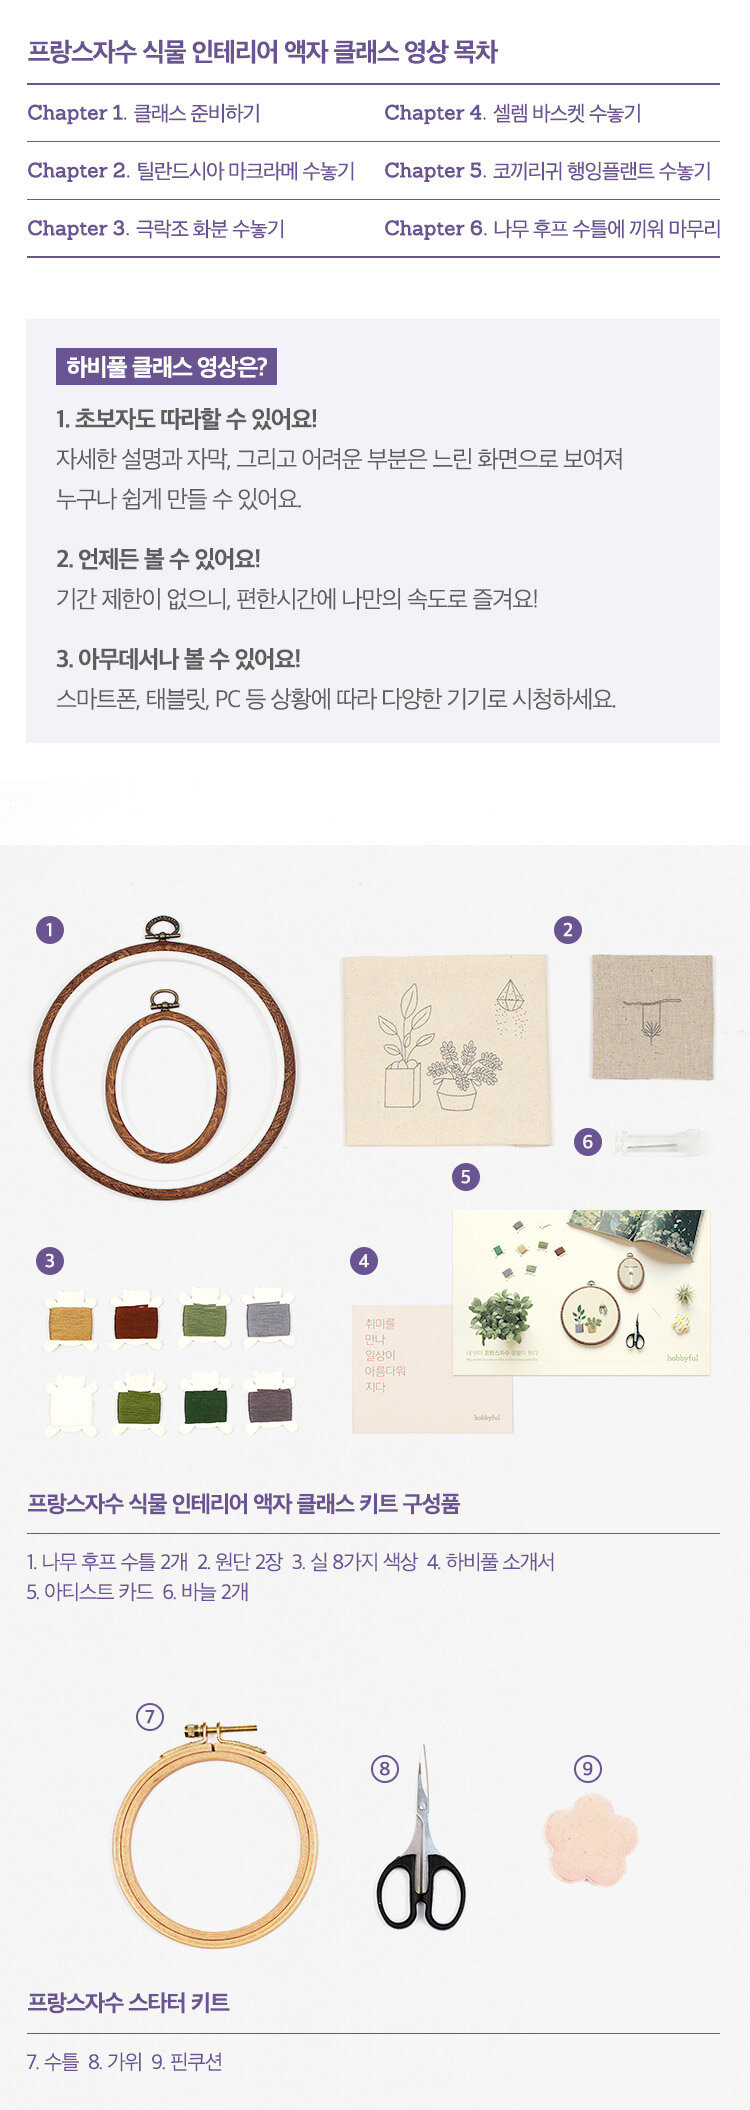 프랑스자수 식물 인테리어 액자 클래스 영상 목차
Chapter 1. 클래스 준비하기
Chapter 4. 셀렘 바스켓 수놓기
Chapter 2. 틸란드시아 마크라메 수놓기
Chapter 5. 코끼리귀 행잉플랜트 수놓기
Chapter 3. 극락조 화분 수놓기
Chapter 6. 나무 후프 수틀에 끼워 마무리
하비풀 클래스 영상은?
1. 초보자도 따라할 수 있어요!
자세한 설명과 자막, 그리고 어려운 부분은 느린 화면으로 보여져
누구나 쉽게 만들 수 있어요.
2. 언제든 볼 수 있어요!
기간 제한이 없으니, 편한시간에 나만의 속도로 즐겨요!
3. 아무데서나 볼 수 있어요!
스마트폰, 태블릿, PC 등 상황에 따라 다양한 기기로 시청하세요.
1
2
6
5
3
4
취미를
만나
일상이
아름다워
지다
hobbyful
내 방이 프랑스자수 공방이 된다
hobbyful
프랑스자수 식물 인테리어 액자 클래스 키트 구성품
1. 나무 후프 수틀 2개 2. 원단 2장 3. 실 8가지 색상 4. 하비풀 소개서
5. 아티스트 카드 6. 바늘 2개
7
8
9
프랑스자수 스타터 키트
7. 수틀 8. 가위 9. 핀쿠션